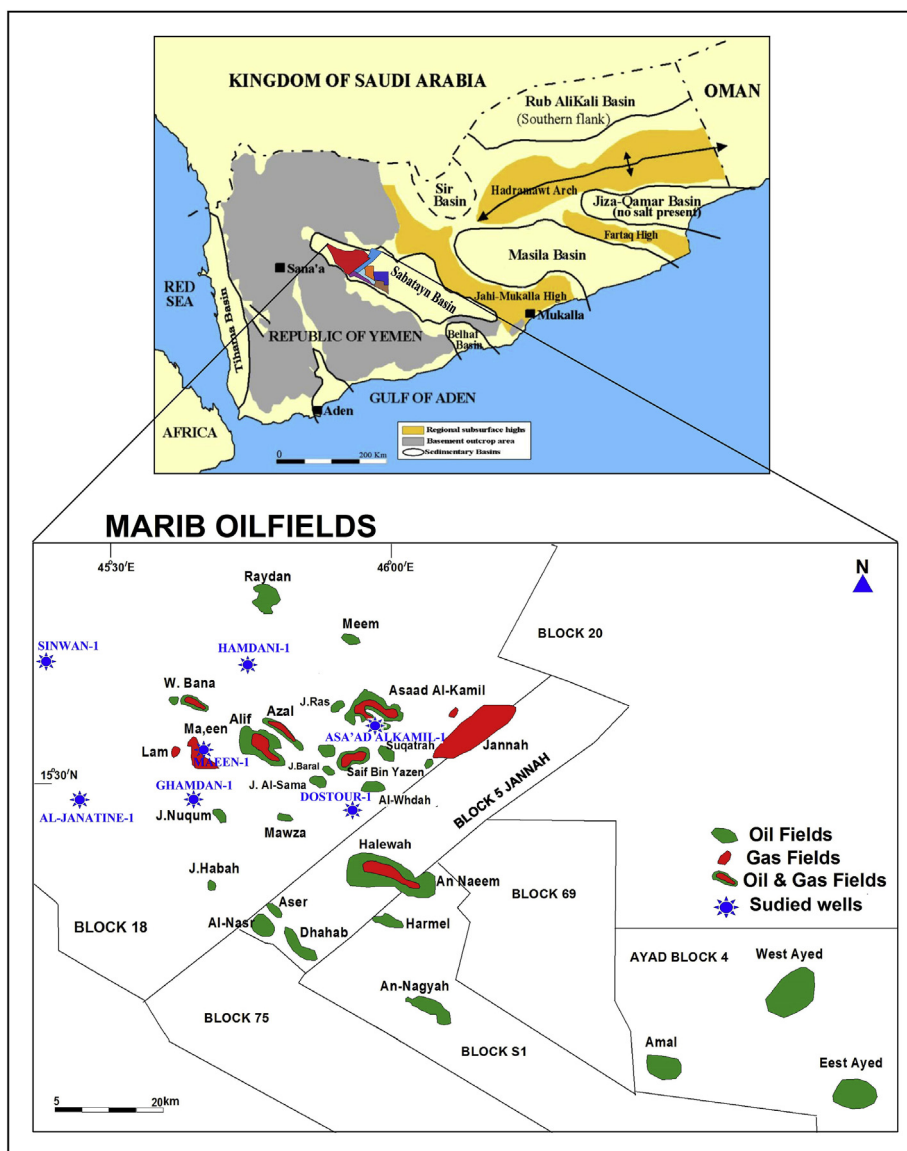 KINGDOM OF SAUDI ARABIA
OMAN
Rub AliKali Basin
(Southern flank)
Sir
Basin
Hadramawt Arch
Jiza-Qamar Basin
(no salt present)
Fartaq High
Masila Basin
Sana'a
Sabatayn Basin
RED
SEA
Tihama Basin
Jahi-Mukalla High
Mukalla
REPUBLIC OF YEMEN
Belhaf
Basin
GULF OF ADEN
Aden
AFRICA
Regional subsurface highs
Basement outcrop area
Sedimentary Basins
0 200 Km
MARIB OILFIELDS
45°30'E
46°00'E
N
Raydan
Meem
BLOCK 20
SINWAN-1
HAMDANI-1
W. Bana
J.Ras
Asaad Al-Kamil
Ma,een
Alif
Azal
ASA'AD ALKAMIL-1
Lam
MAEEN-1
Suqatrah
Jannah
J.Baral
Saif Bin Yazen
15°30'N
GHAMDAN-1
J. Al-Sama
DOSTOUR-1
Al-Whdah
BLOCK 5 JANNAH
AL-JANATINE-1
J.Nuqum
Mawza
Oil Fields
Halewah
Gas Fields
J.Habah
An Naeem
Oil & Gas Fields
BLOCK 69
Sudied wells
Aser
BLOCK 18
Al-Nasr
Harmel
Dhahab
AYAD BLOCK 4
West Ayed
An-Nagyah
BLOCK 75
Amal
BLOCK S1
Eest Ayed
5 20km